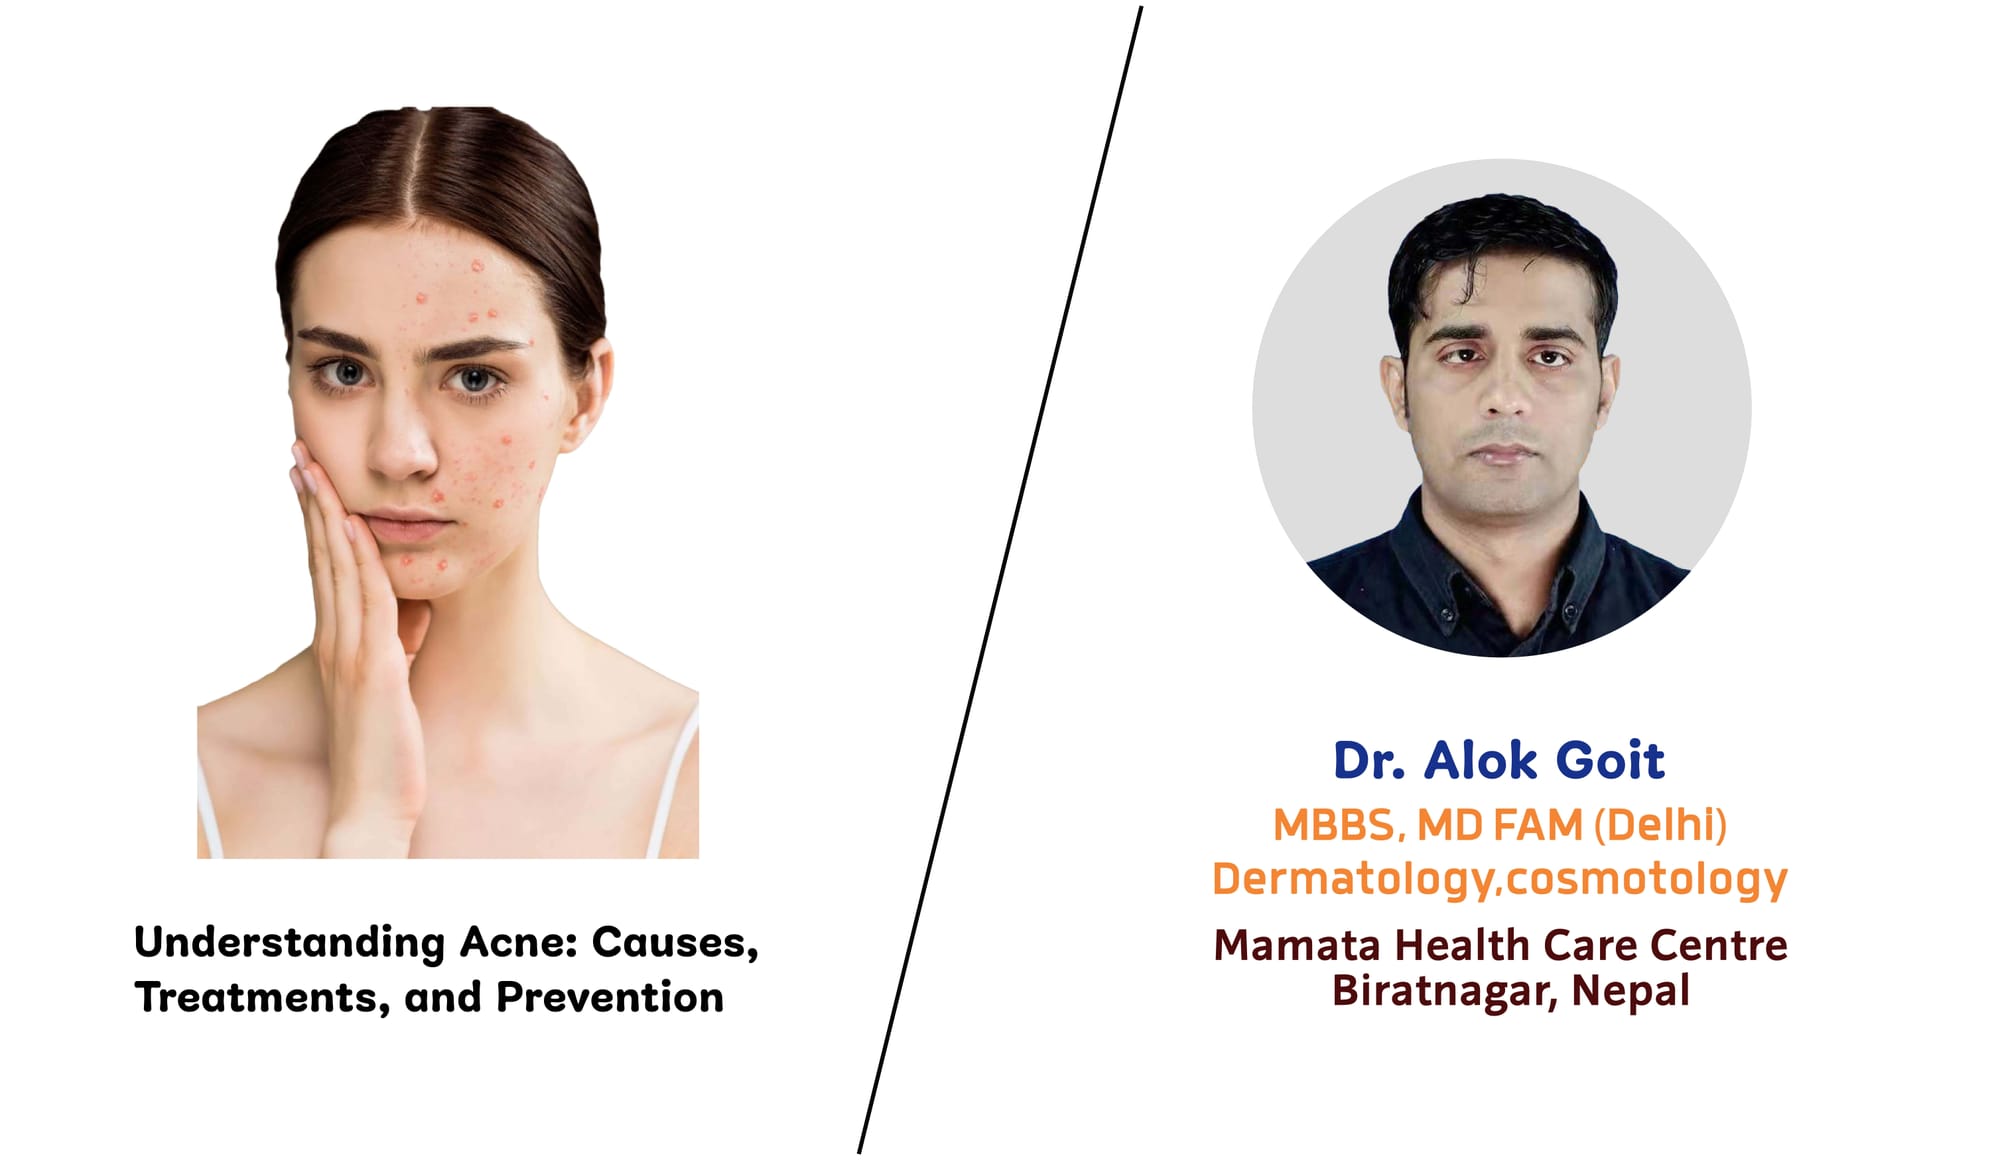 Understanding Acne: Causes,
Treatments, and Prevention
Dr. Alok Goit
MBBS, MD FAM (Delhi)
Dermatology,cosmotology
Mamata Health Care Centre
Biratnagar, Nepal